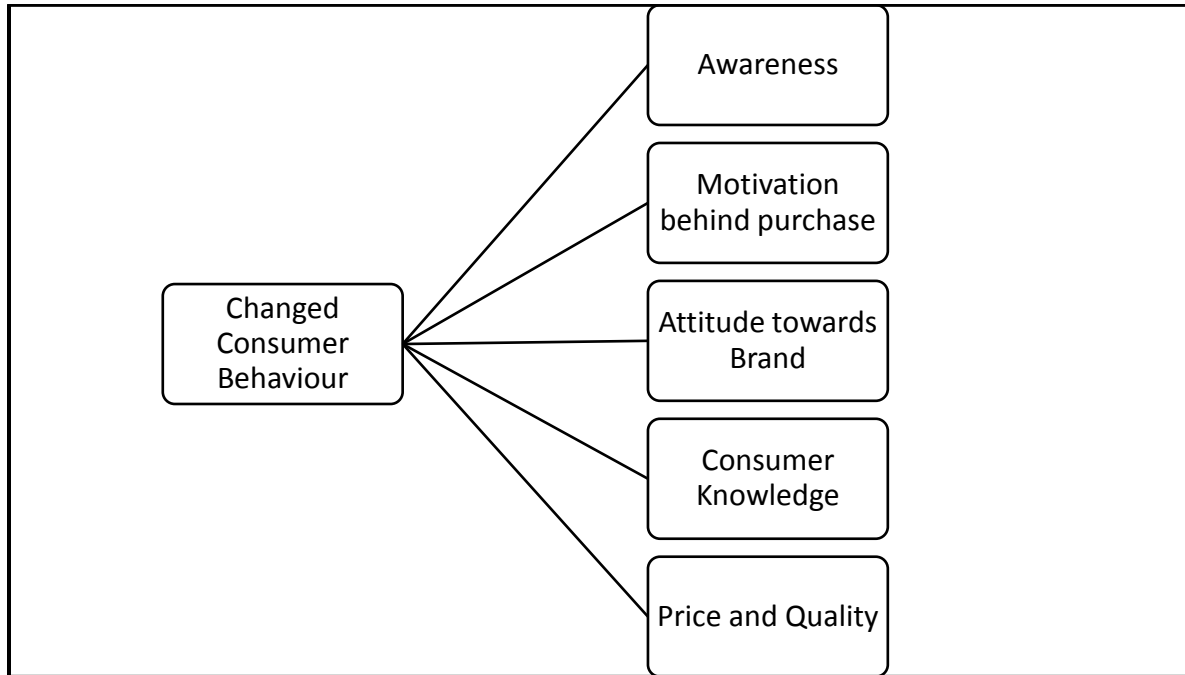 Awareness
Motivation
behind purchase
Changed
Consumer
Behaviour
Attitude towards
Brand
Consumer
Knowledge
Price and Quality